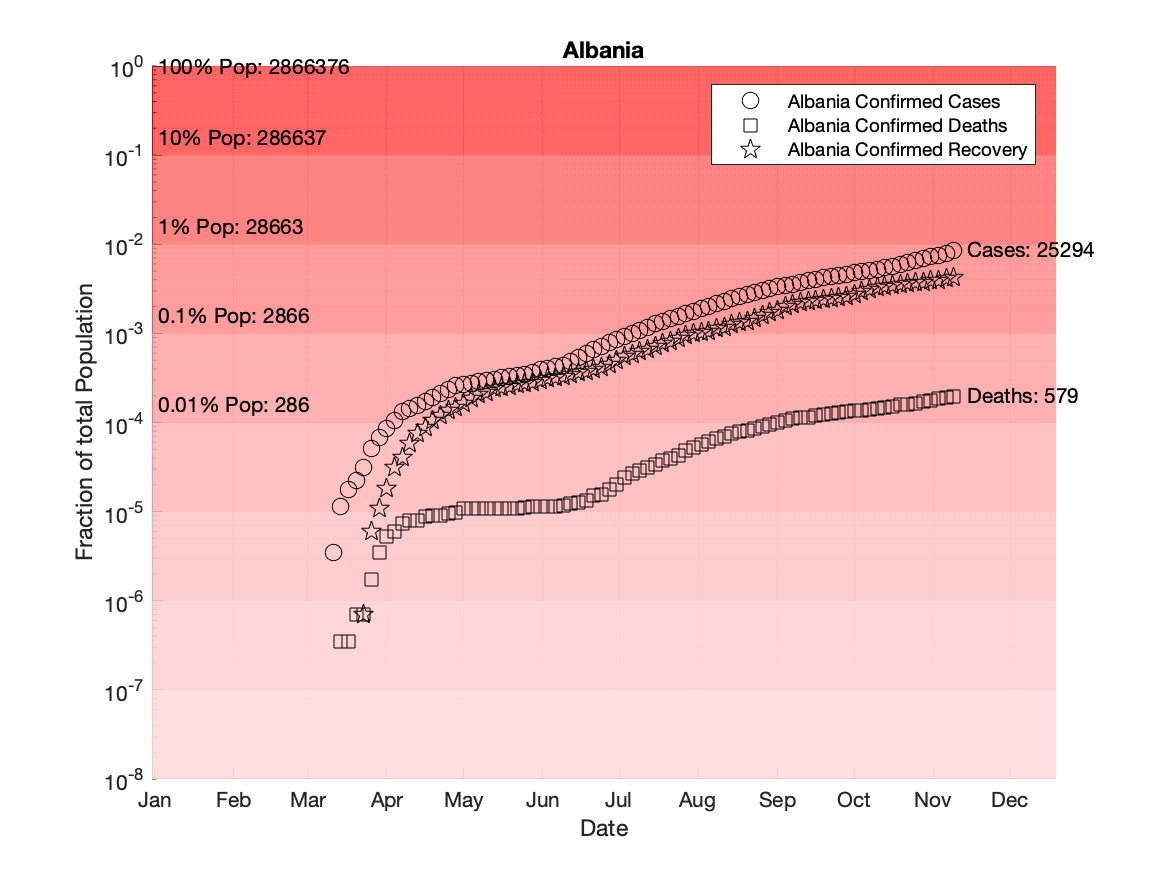 Albania
10^0
100% Pop: 2866376
Albania Confirmed Cases
Albania Confirmed Deaths
Albania Confirmed Recovery
10% Pop: 286637
10^-1
1% Pop: 28663
10^-2
Cases: 25294
0.1% Pop: 2866
10^-3
Deaths: 579
0.01% Pop: 286
10^-4
10^-5
10^-6
10^-7
10^-8
Fraction of total Population
Jan Feb Mar Apr May Jun Jul Aug Sep Oct Nov Dec
Date